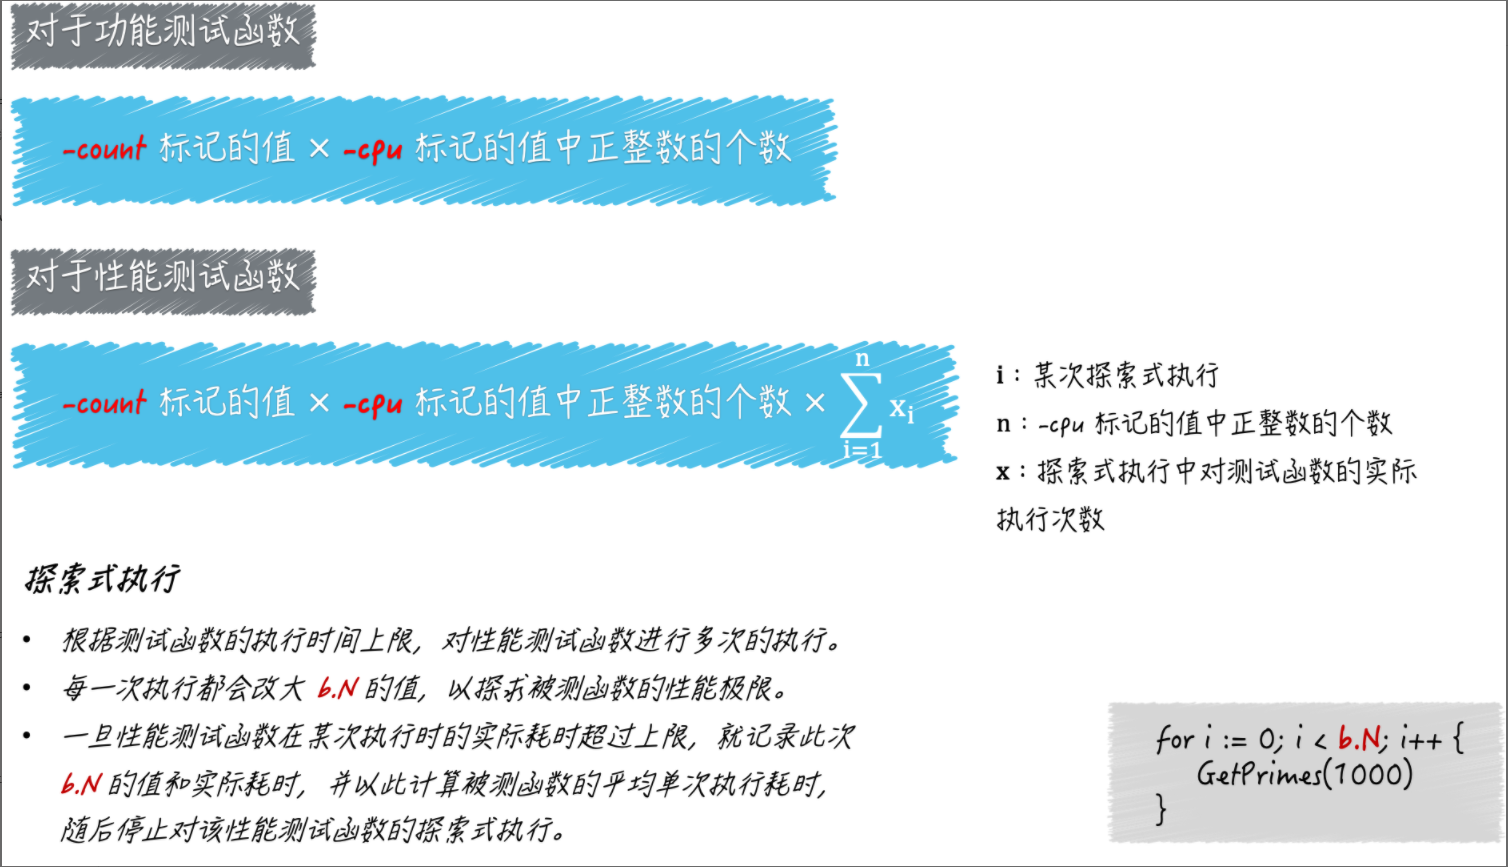 对于功能测试函数
-count 标记的值 × -cpu 标记的值中正整数的个数
对于性能测试函数
-count 标记的值 × -cpu 标记的值中正整数的个数 × n∑i=1 xi
i：某次探索式执行
n：-cpu 标记的值中正整数的个数
x：探索式执行中对测试函数的实际
执行次数
探索式执行
• 根据测试函数的执行时间上限，对性能测试函数进行多次的执行。
• 每一次执行都会改大 b.N 的值，以探求被测函数的性能极限。
• 一旦性能测试函数在某次执行时的实际耗时超过上限，就记录此次
b.N 的值和实际耗时，并以此计算被测函数的平均单次执行耗时，
随后停止对该性能测试函数的探索式执行。
for i := 0; i < b.N; i++ {
GetPrimes(1000)
}